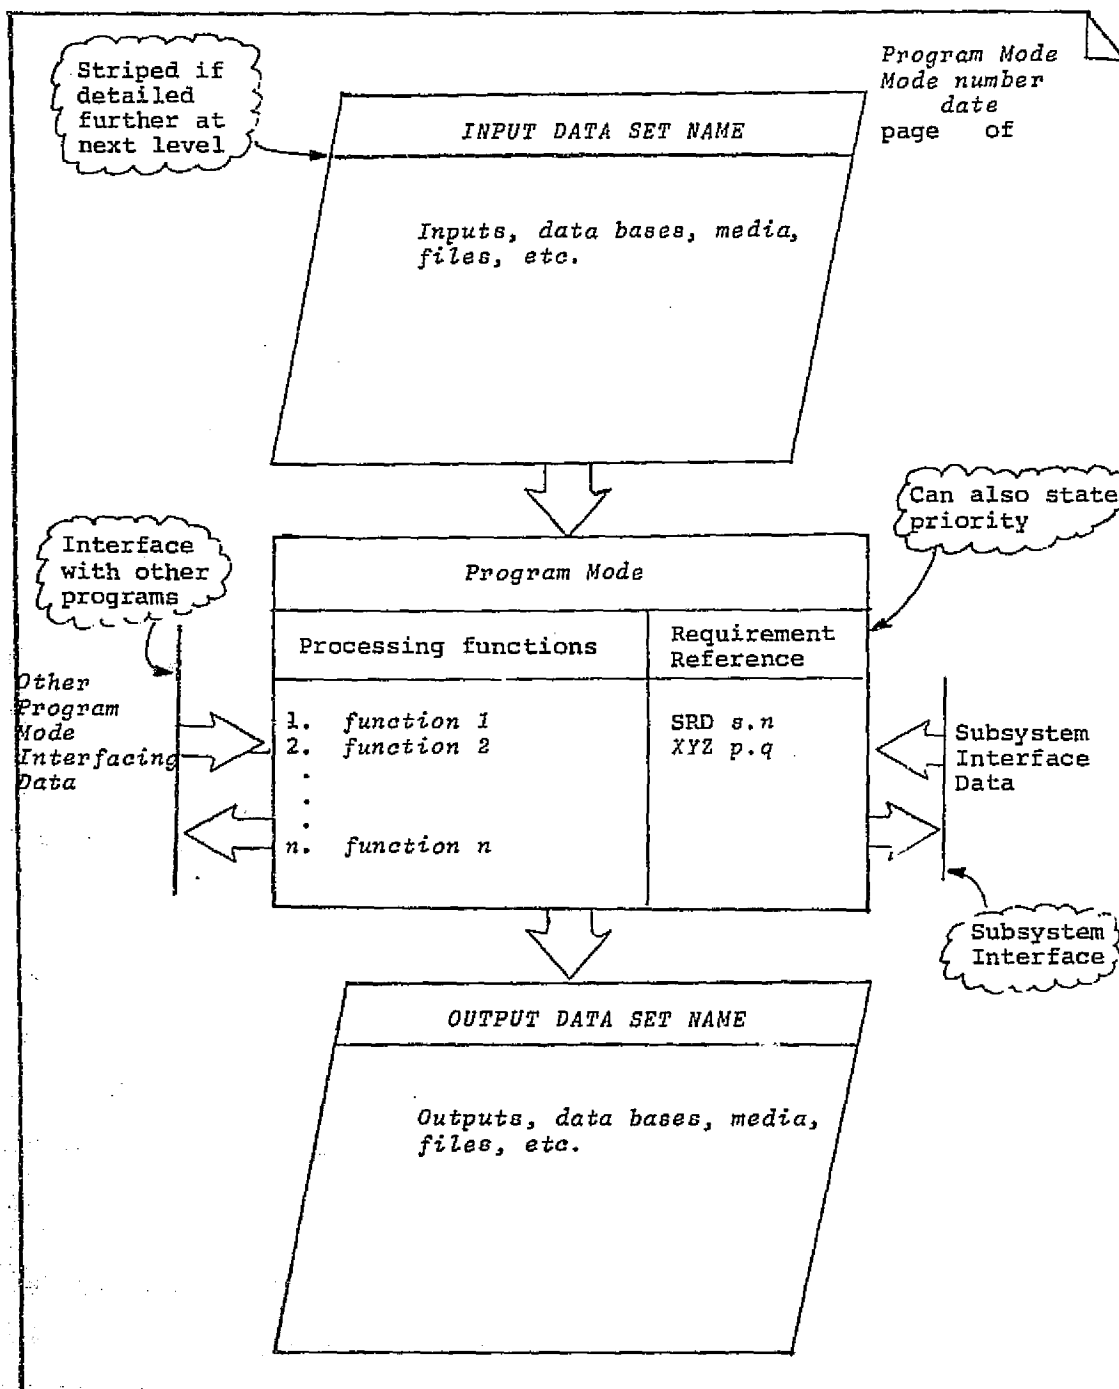 Program Mode
Mode number
date
page of
Striped if
detailed
further at
next level
INPUT DATA SET NAME
Inputs, data bases, media,
files, etc.
Can also state
priority
Interface
with other
programs
Program Mode
Processing functions
Requirement
Reference
Other
Program
Mode
Interfacing
Data
1. function 1
SRD s.n
2. function 2
XYZ p.q
.
.
.
n. function n
Subsystem
Interface
Data
Subsystem
Interface
OUTPUT DATA SET NAME
Outputs, data bases, media,
files, etc.